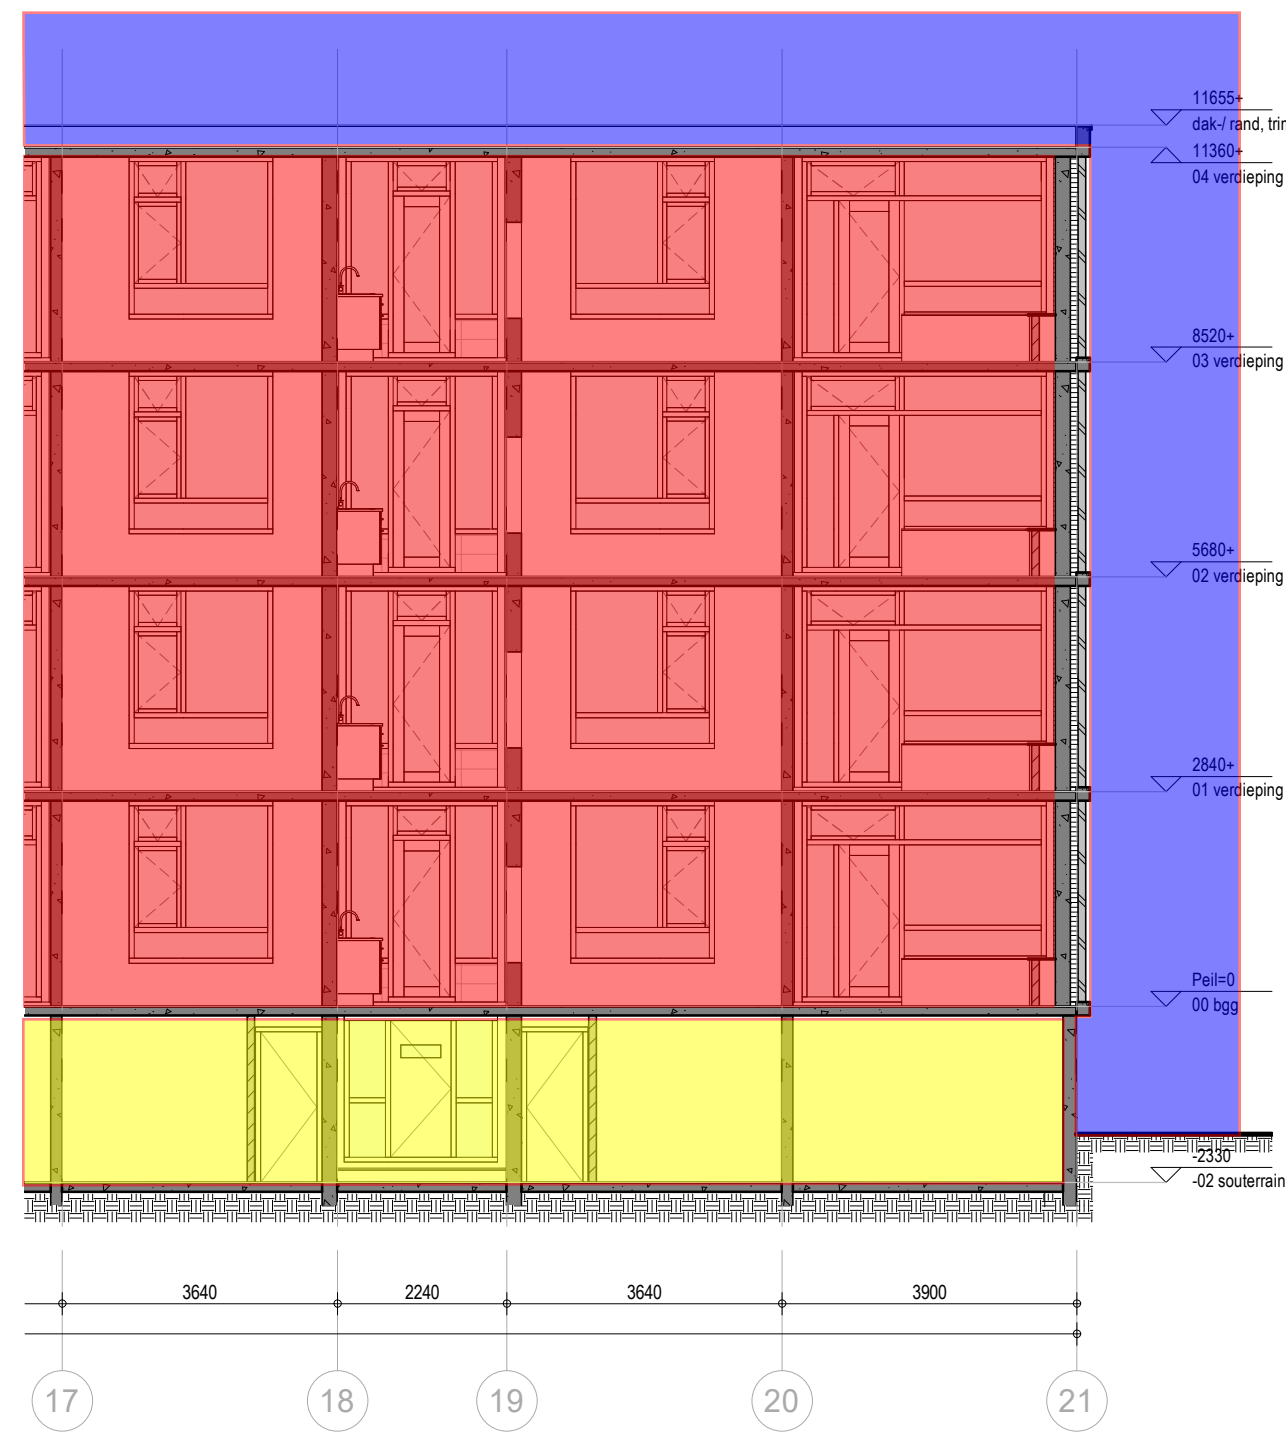 11655+
dak-/ rand, trim
11360+
04 verdieping
8520+
03 verdieping
5680+
02 verdieping
2840+
01 verdieping
Peil=0
00 bgg
-2330
-02 souterrain
3640 2240 3640 3900
17 18 19 20 21